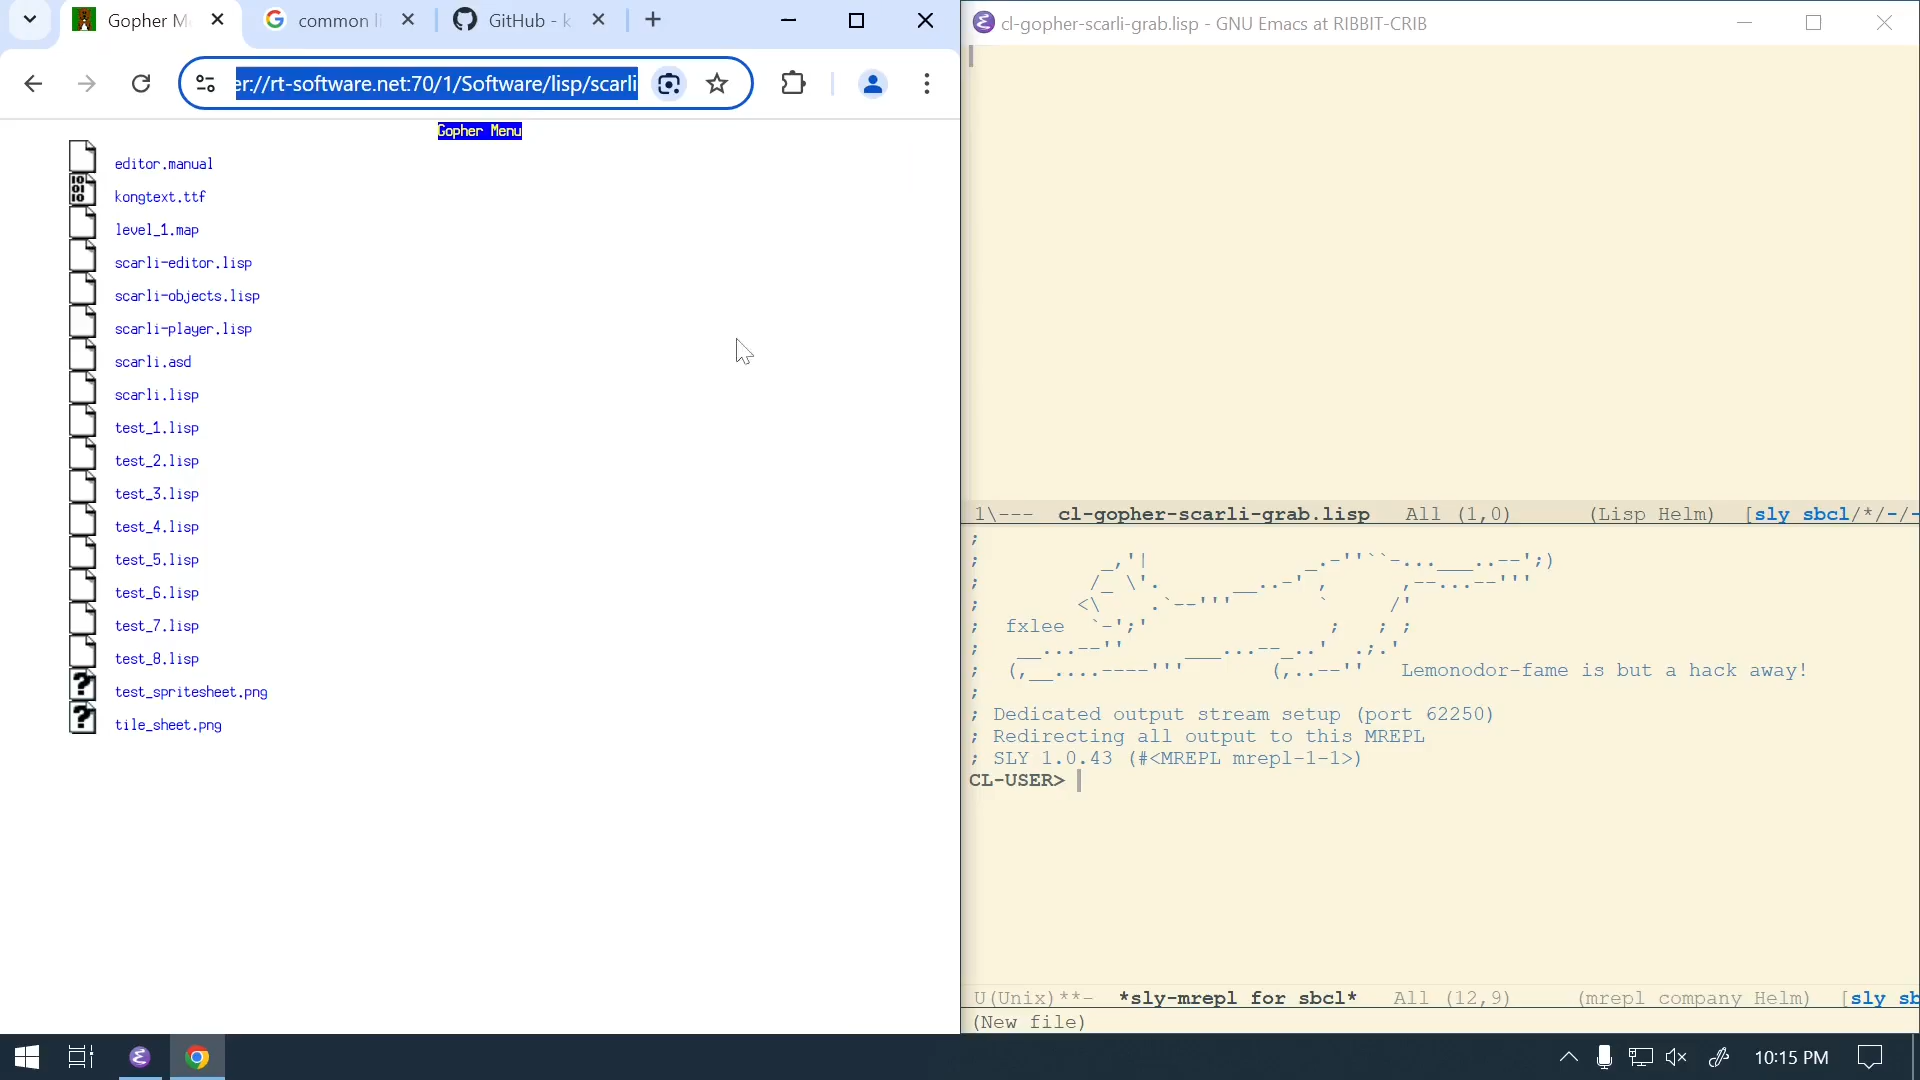 Gopher M
common li
GitHub - k
er://rt-software.net:70/1/Software/lisp/scarli
Gopher Menu
editor.manual
kongtext.ttf
level_1.map
scarli-editor.lisp
scarli-objects.lisp
scarli-player.lisp
scarli.asd
scarli.lisp
test_1.lisp
test_2.lisp
test_3.lisp
test_4.lisp
test_5.lisp
test_6.lisp
test_7.lisp
test_8.lisp
test_spritesheet.png
tile_sheet.png
cl-gopher-scarli-grab.lisp - GNU Emacs at RIBBIT-CRIB
1\--- cl-gopher-scarli-grab.lisp All (1,0) (Lisp Helm) [sly sbcl/*/-/-
;
; _,'| _.-''``-...___..--';)
; /_ \'. __..-' , ,--...--'''
; <\ .`--''' ` /'
; fxlee `-';' ; ; ;
; __...--'' ___...--_..' .;.'
; (,__....----''' (,..--'' Lemonodor-fame is but a hack away!
;
; Dedicated output stream setup (port 62250)
; Redirecting all output to this MREPL
; SLY 1.0.43 (#<MREPL mrepl-1-1>)
CL-USER>
U(Unix)**- *sly-mrepl for sbcl* All (12,9) (mrepl company Helm) [sly sb
(New file)
10:15 PM